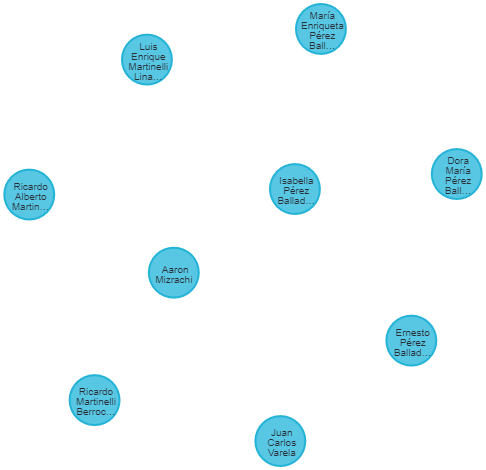 María
Enriqueta
Pérez
Ball…
Luis
Enrique
Martinelli
Lina…
Dora
María
Pérez
Ball…
Ricardo
Alberto
Martin…
Isabella
Pérez
Ballad…
Aaron
Mizrachi
Ernesto
Pérez
Ballad…
Ricardo
Martinelli
Berroc…
Juan
Carlos
Varela